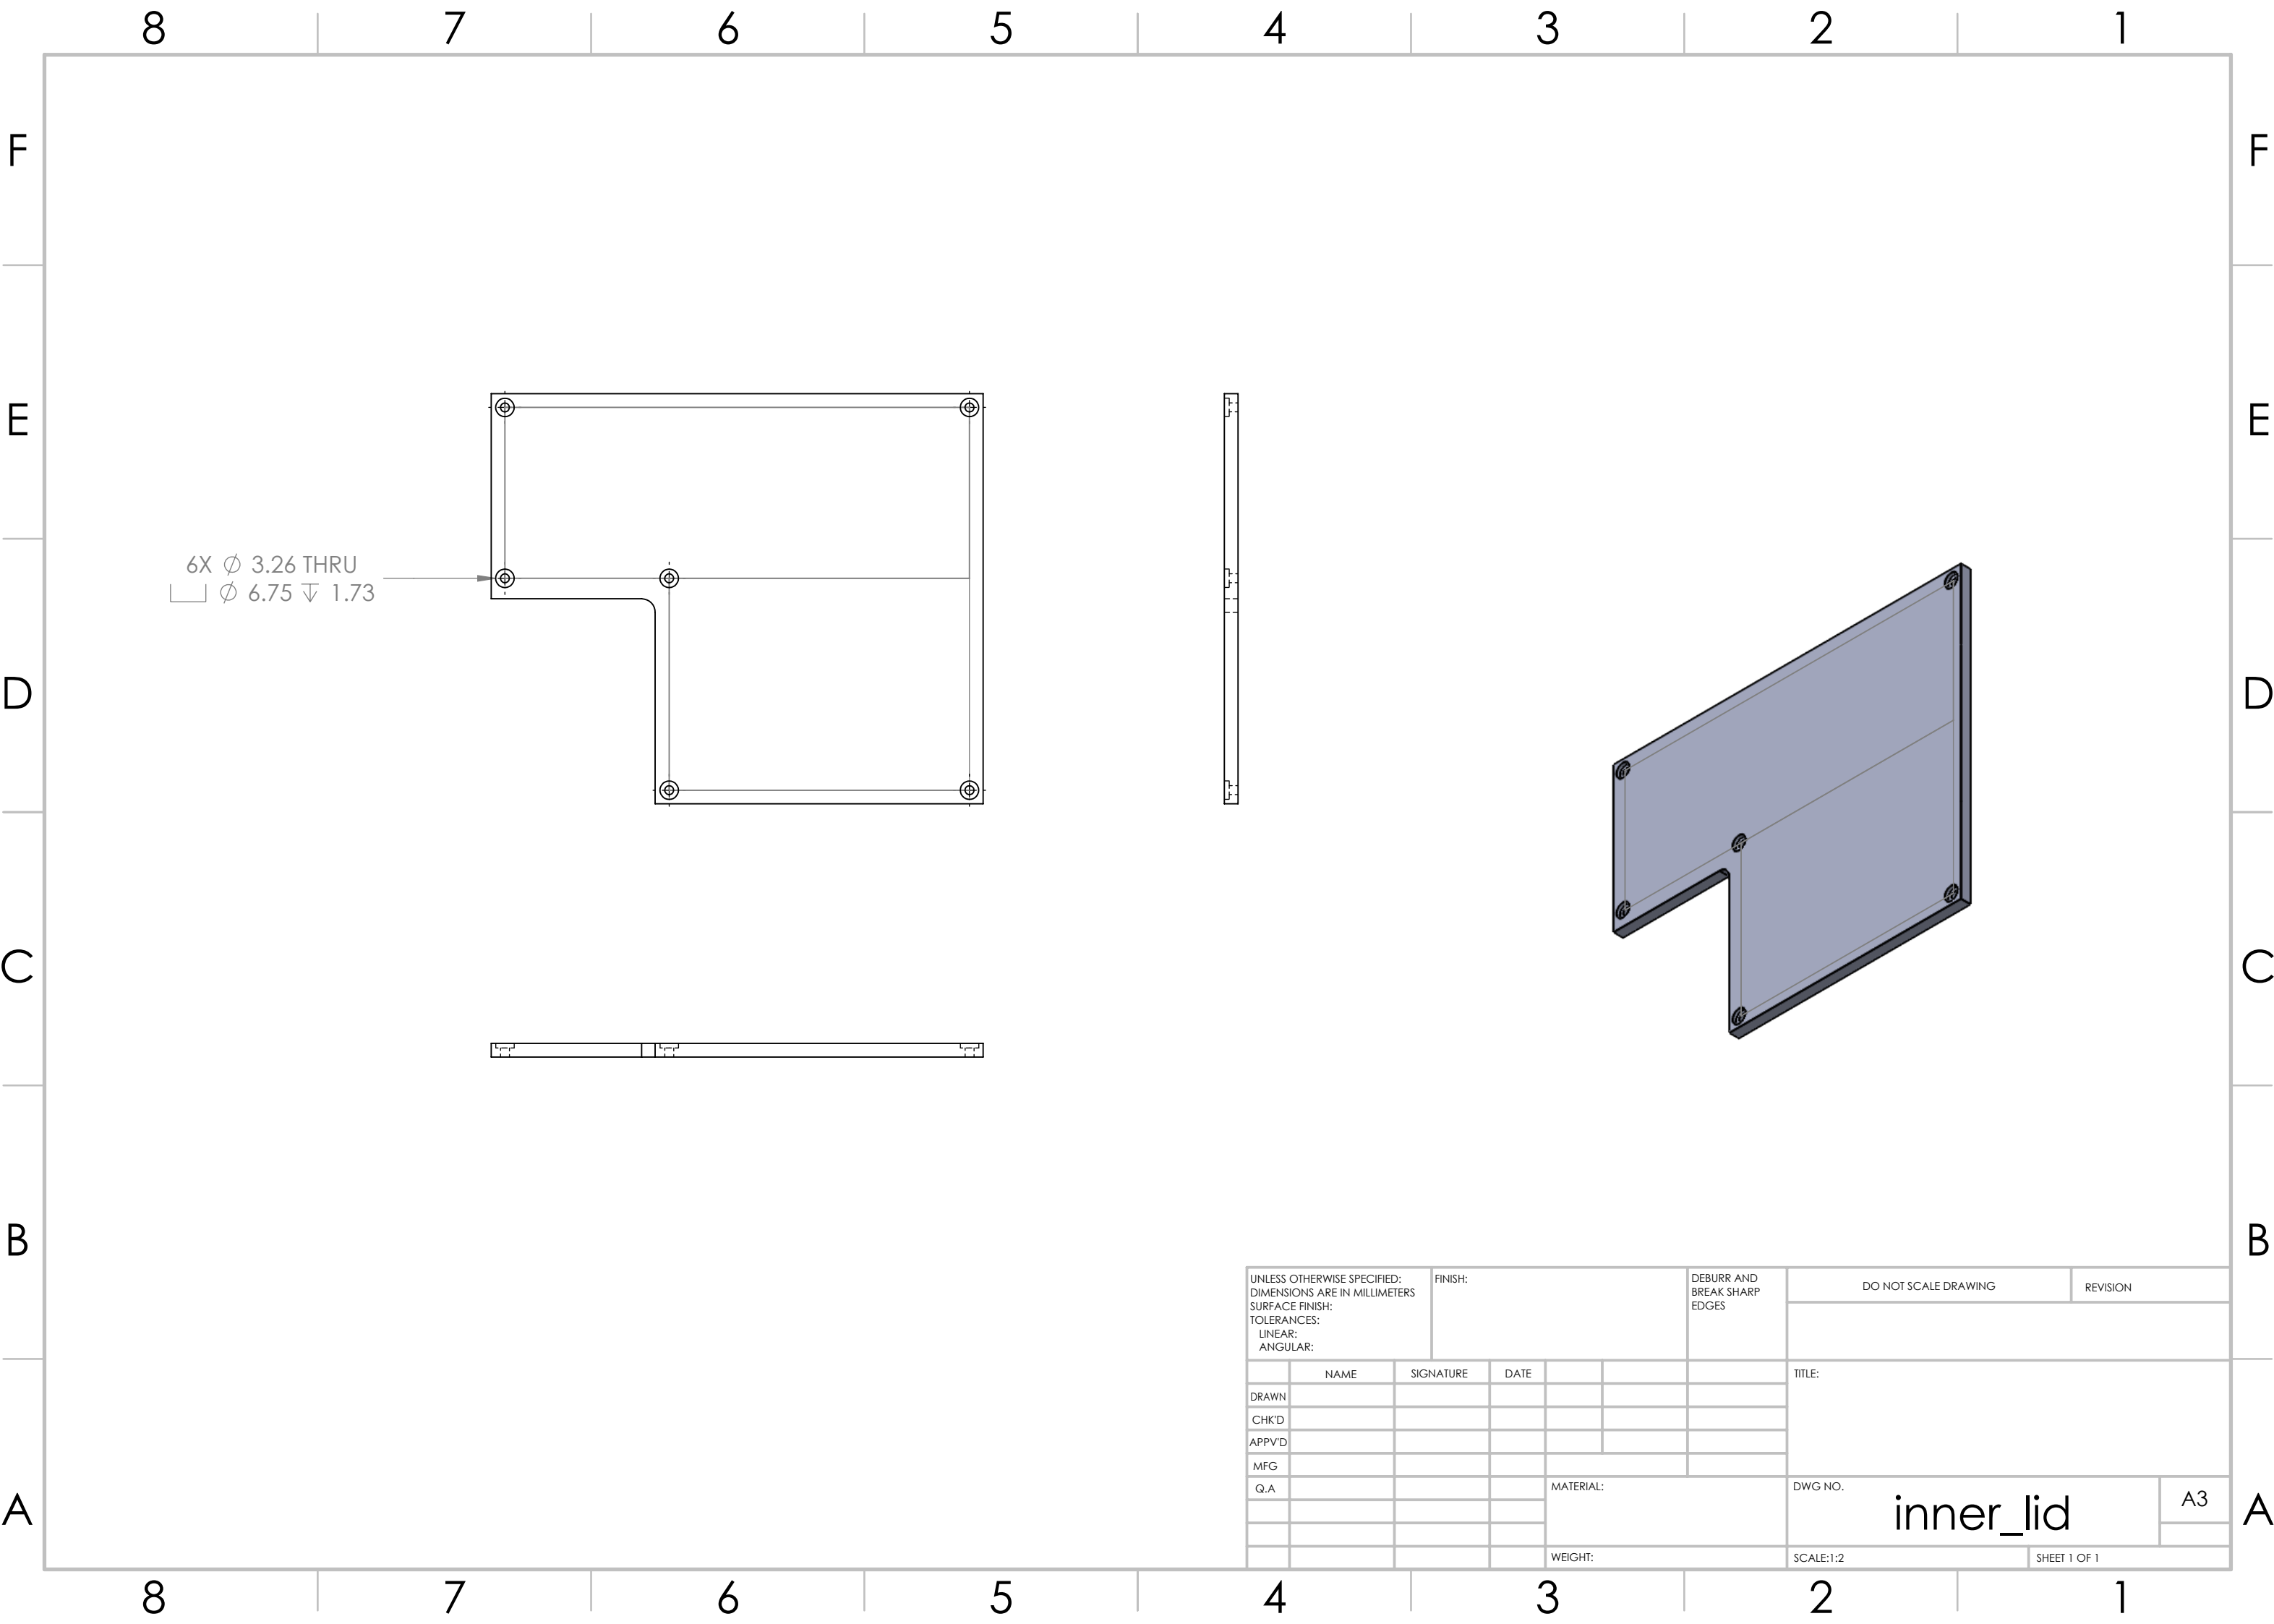 8 7 6 5 4 3 2 1
F F
E E
6X ⌀ 3.26 THRU
⌴ ⌀ 6.75 ↧ 1.73
D D
C C
B B
UNLESS OTHERWISE SPECIFIED:
DIMENSIONS ARE IN MILLIMETERS
SURFACE FINISH:
TOLERANCES:
LINEAR:
ANGULAR:
FINISH:
DEBURR AND
BREAK SHARP
EDGES
DO NOT SCALE DRAWING
REVISION
NAME SIGNATURE DATE
TITLE:
DRAWN
CHK'D
APPV'D
MFG
Q.A
MATERIAL:
DWG NO.
inner_lid
A3
A A
WEIGHT:
SCALE:1:2
SHEET 1 OF 1
8 7 6 5 4 3 2 1